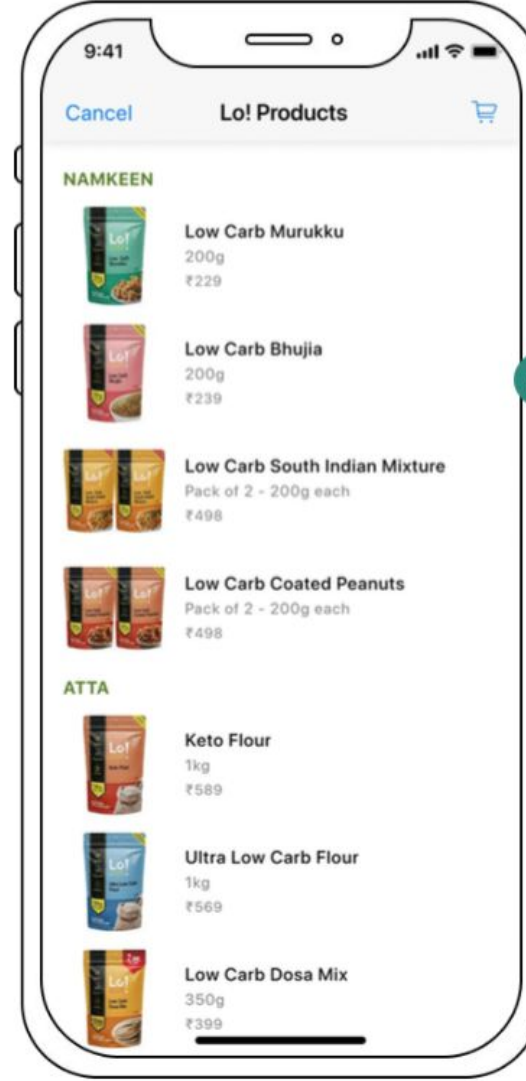 9:41
Cancel
Lo! Products
NAMKEEN
Low Carb Murukku
200g
₹229
Low Carb Bhujia
200g
₹239
Low Carb South Indian Mixture
Pack of 2 - 200g each
₹498
Low Carb Coated Peanuts
Pack of 2 - 200g each
₹498
ATTA
Keto Flour
1kg
₹589
Ultra Low Carb Flour
1kg
₹569
Low Carb Dosa Mix
350g
₹399